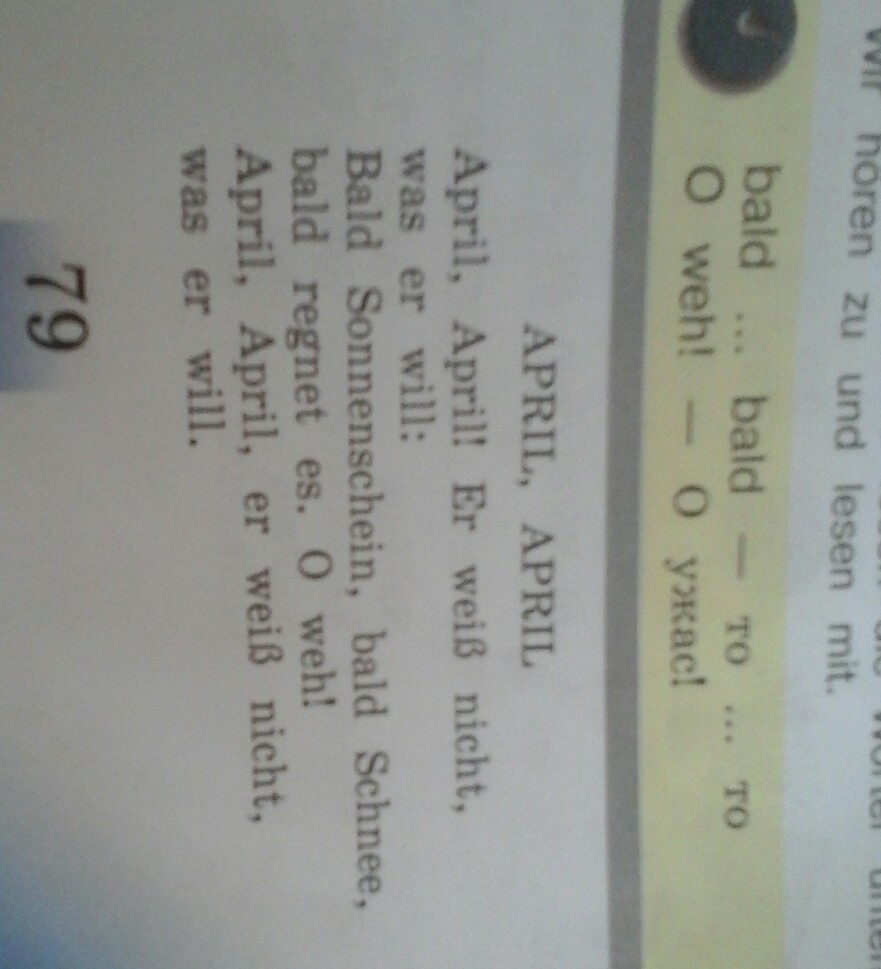 Wir hören zu und lesen mit.
bald ... bald — то .... то
O weh! — О ужас!
APRIL, APRIL
April, April! Er weiß nicht,
was er will:
Bald Sonnenschein, bald Schnee,
bald regnet es. O weh!
April, April, er weiß nicht,
was er will.
79